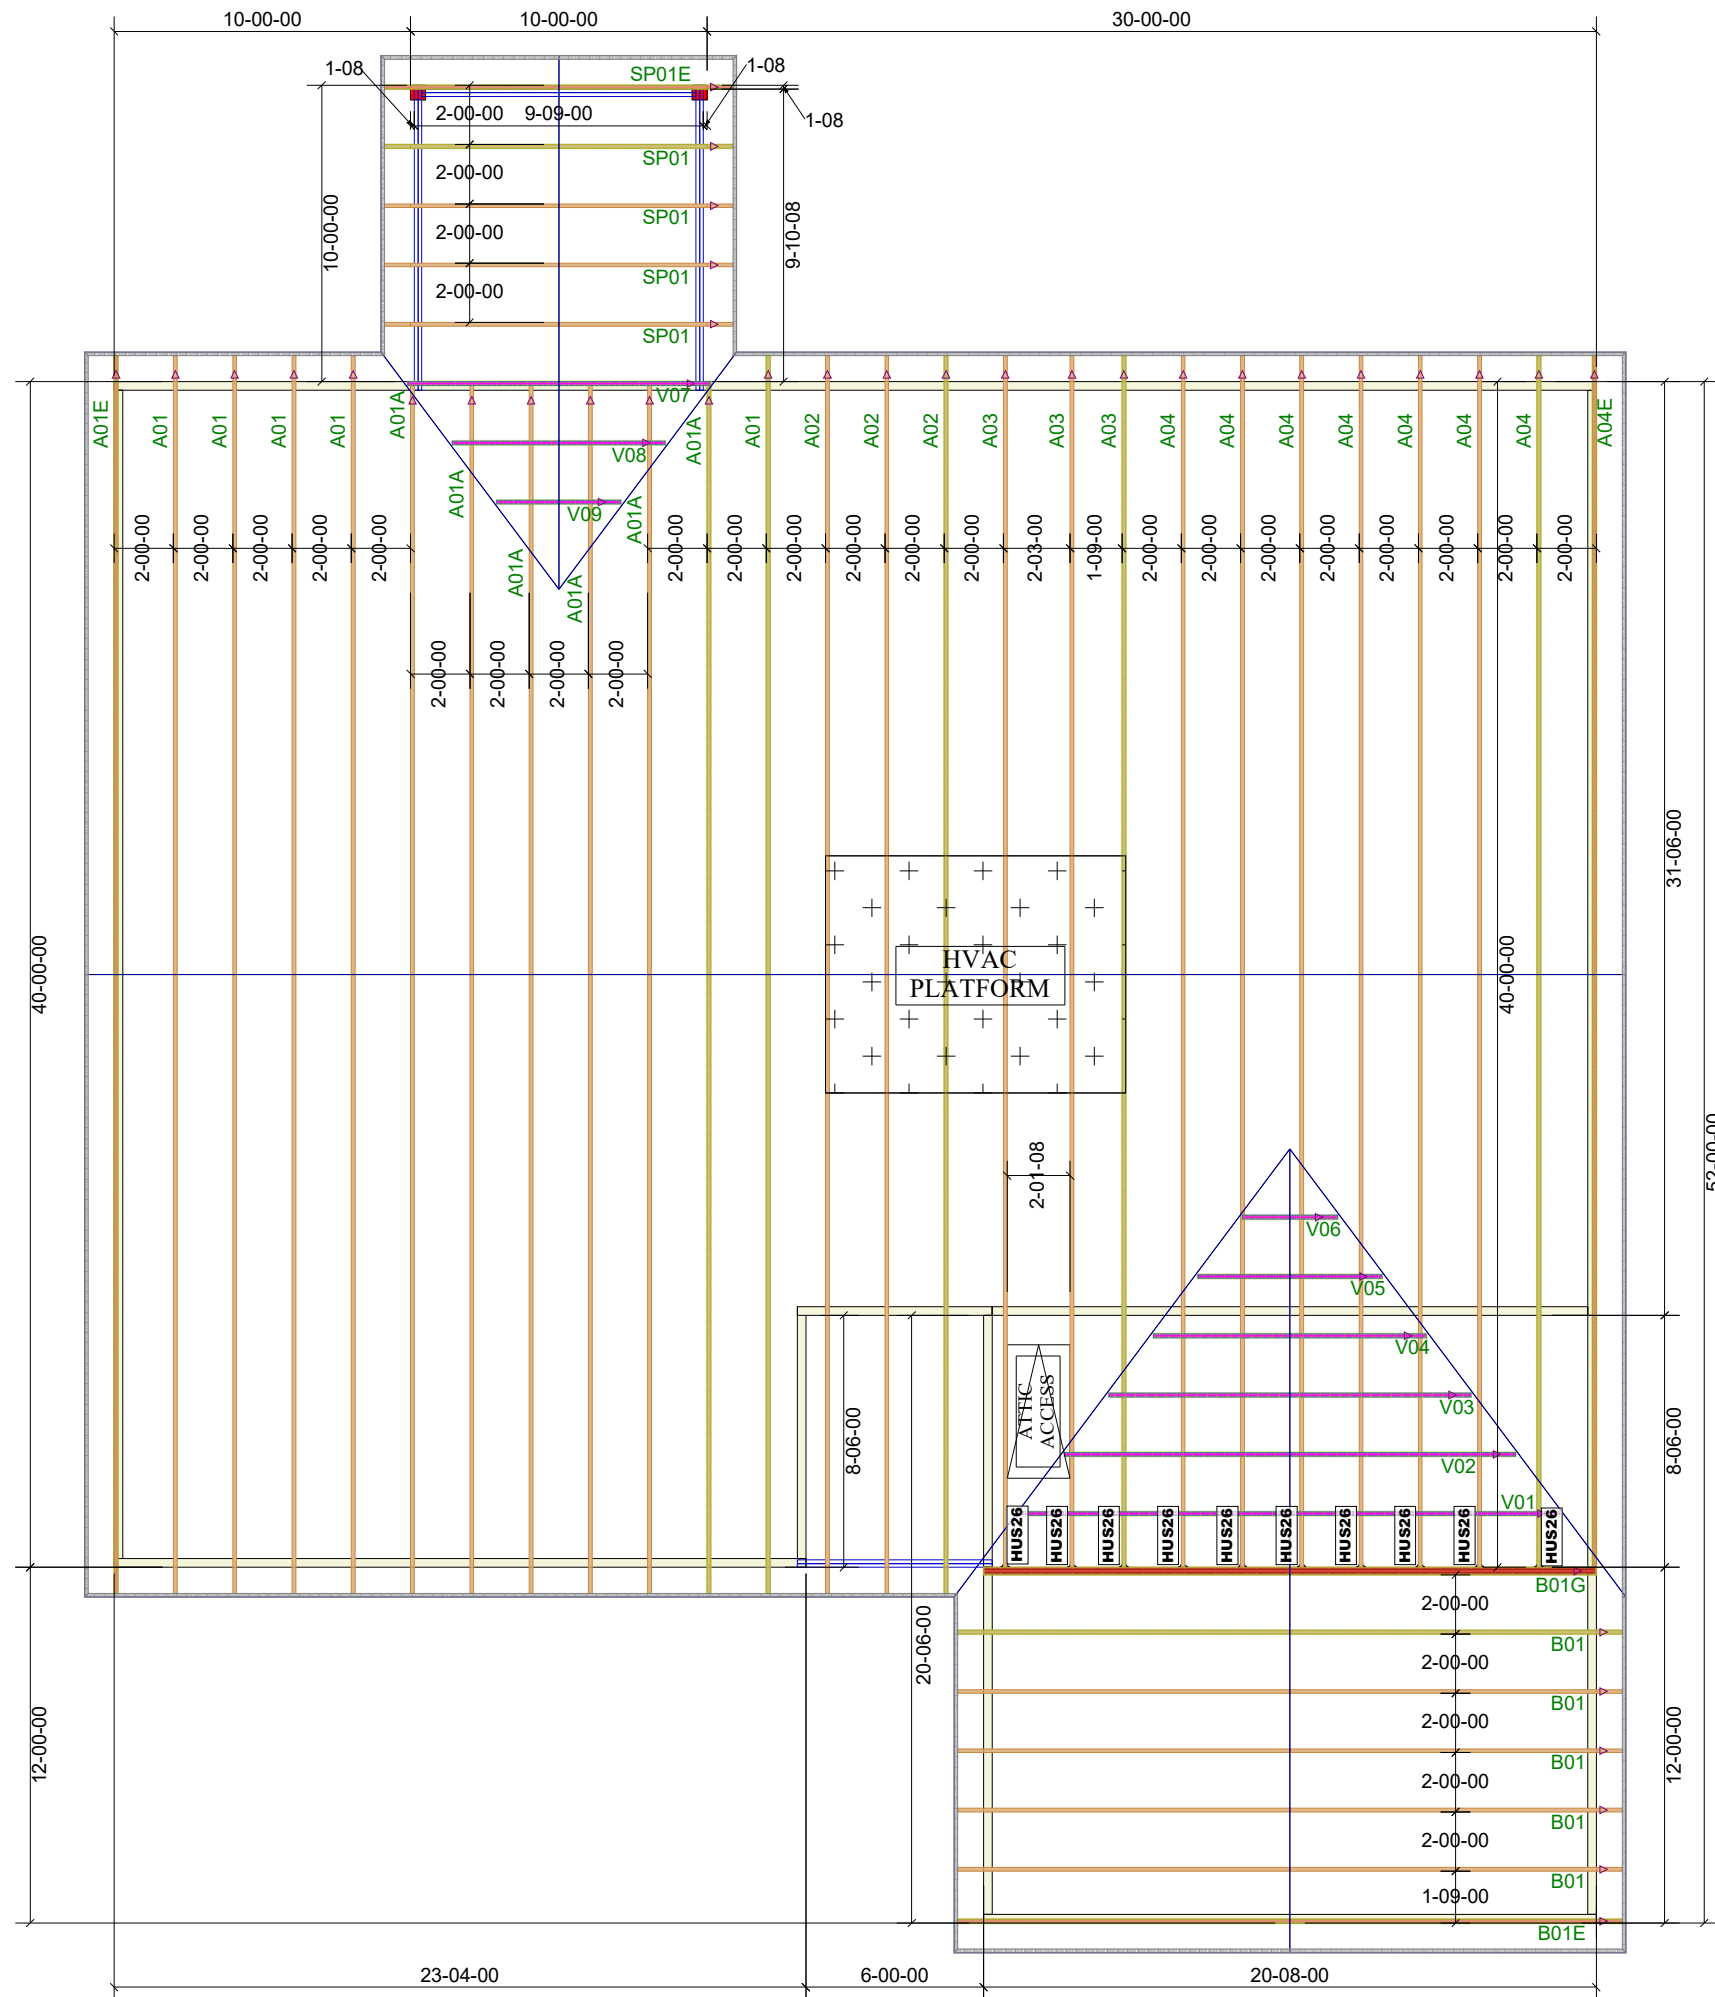 10-00-00 10-00-00 30-00-00
1-08 SP01E 1-08
2-00-00 9-09-00 1-08
SP01
2-00-00
10-00-00 SP01 9-10-08
2-00-00
SP01
2-00-00
SP01
V07
A01E A01 A01 A01 A01 A01A A01A A01 A02 A02 A02 A03 A03 A03 A04 A04 A04 A04 A04 A04 A04 A04E
V08
A01A A01A
V09
A01A A01A
2-00-00 2-00-00 2-00-00 2-00-00 2-00-00 2-00-00 2-00-00 2-00-00 2-00-00 2-00-00 2-03-00 1-09-00 2-00-00 2-00-00 2-00-00 2-00-00 2-00-00 2-00-00 2-00-00 2-00-00
2-00-00 2-00-00 2-00-00 2-00-00
31-06-00
40-00-00 40-00-00
HVAC
PLATFORM
52-00-00
2-01-08
V06
V05
V04
ATTIC
ACCESS
V03
8-06-00 8-06-00
V02
V01
HUS26 HUS26 HUS26 HUS26 HUS26 HUS26 HUS26 HUS26 HUS26 HUS26
B01G
2-00-00
20-06-00
B01
2-00-00
B01
2-00-00
12-00-00 12-00-00
B01
2-00-00
B01
2-00-00
B01
1-09-00
B01E
23-04-00 6-00-00 20-08-00